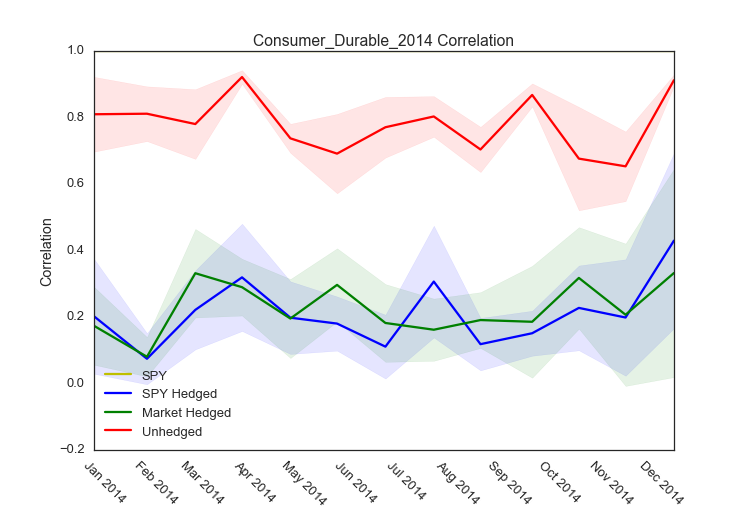 Consumer_Durable_2014 Correlation
1.0
0.8
0.6
0.4
0.2
0.0
−0.2
Correlation
SPY
SPY Hedged
Market Hedged
Unhedged
Jan 2014
Feb 2014
Mar 2014
Apr 2014
May 2014
Jun 2014
Jul 2014
Aug 2014
Sep 2014
Oct 2014
Nov 2014
Dec 2014